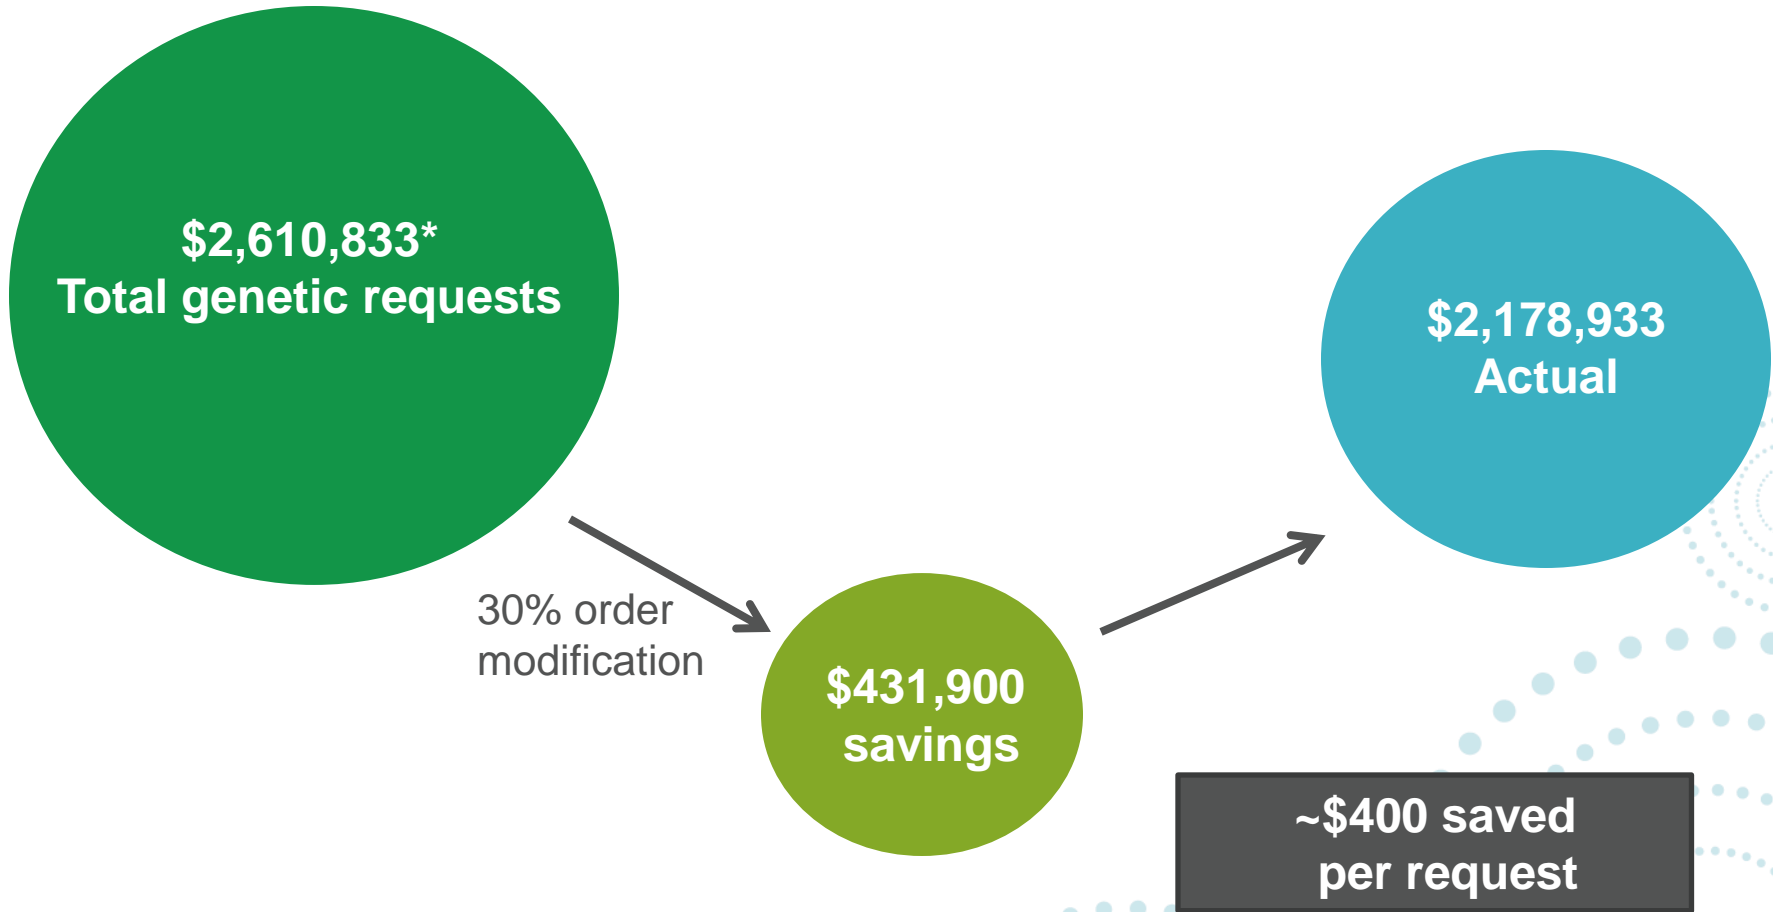 $2,610,833*
Total genetic requests
$2,178,933
Actual
30% order
modification
$431,900
savings
~$400 saved
per request